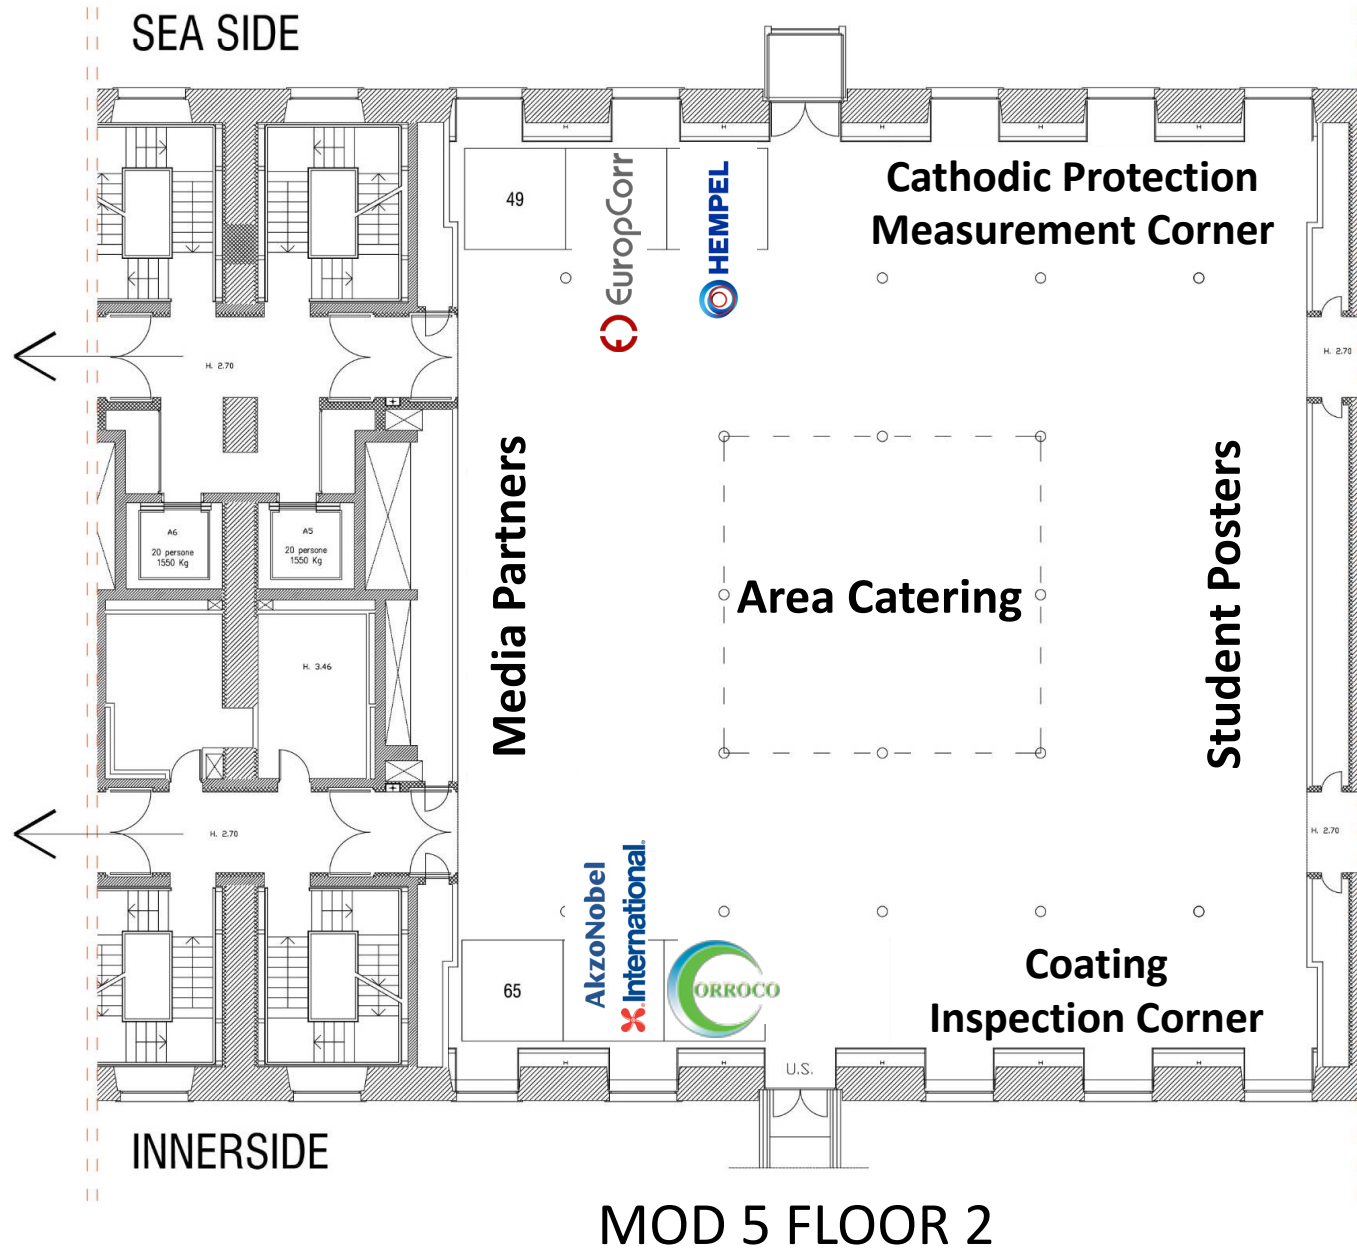 SEA SIDE
49
EuropCorr
HEMPEL
Cathodic Protection
Measurement Corner
H. 2.70
H. 2.70
Media Partners
Student Posters
A6
20 persone
1550 Kg
A5
20 persone
1550 Kg
Area Catering
H. 3.46
H. 2.70
H. 2.70
65
AkzoNobel
International
CORROCO
Coating
Inspection Corner
H
H
H
H
H
H
H
H
H
H
U.S.
INNERSIDE
MOD 5 FLOOR 2